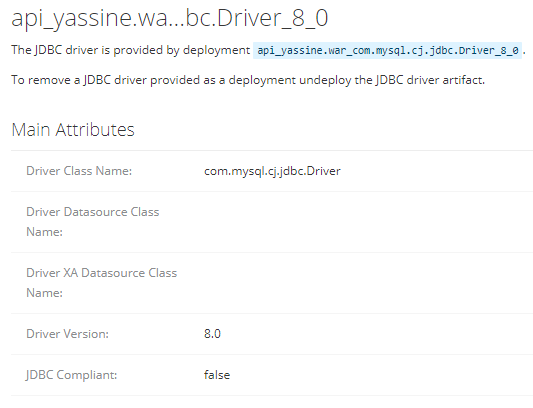 api_yassine.wa...bc.Driver_8_0
The JDBC driver is provided by deployment api_yassine.war_com.mysql.cj.jdbc.Driver_8_0 .
To remove a JDBC driver provided as a deployment undeploy the JDBC driver artifact.
Main Attributes
Driver Class Name: com.mysql.cj.jdbc.Driver
Driver Datasource Class
Name:
Driver XA Datasource Class
Name:
Driver Version: 8.0
JDBC Compliant: false